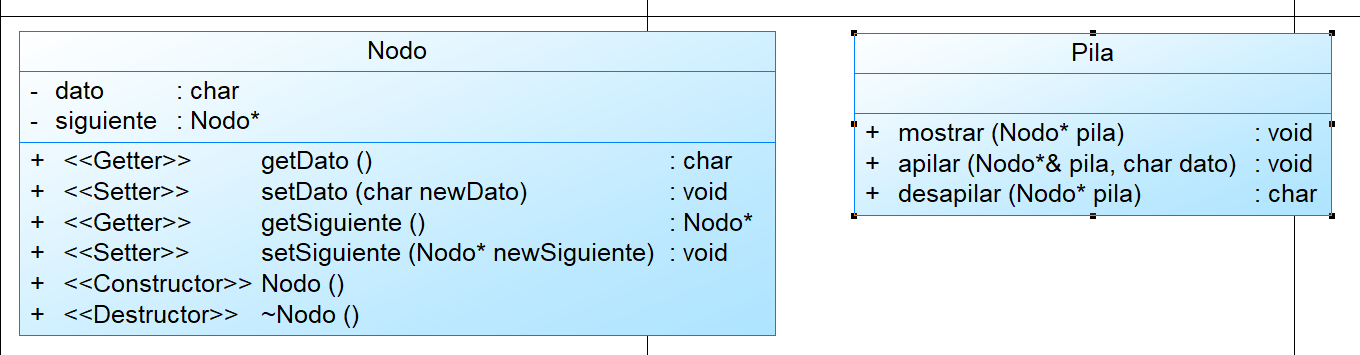 Nodo
- dato : char
- siguiente : Nodo*
+ <<Getter>> getDato () : char
+ <<Setter>> setDato (char newDato) : void
+ <<Getter>> getSiguiente () : Nodo*
+ <<Setter>> setSiguiente (Nodo* newSiguiente) : void
+ <<Constructor>> Nodo ()
+ <<Destructor>> ~Nodo ()
Pila
+ mostrar (Nodo* pila) : void
+ apilar (Nodo*& pila, char dato) : void
+ desapilar (Nodo* pila) : char